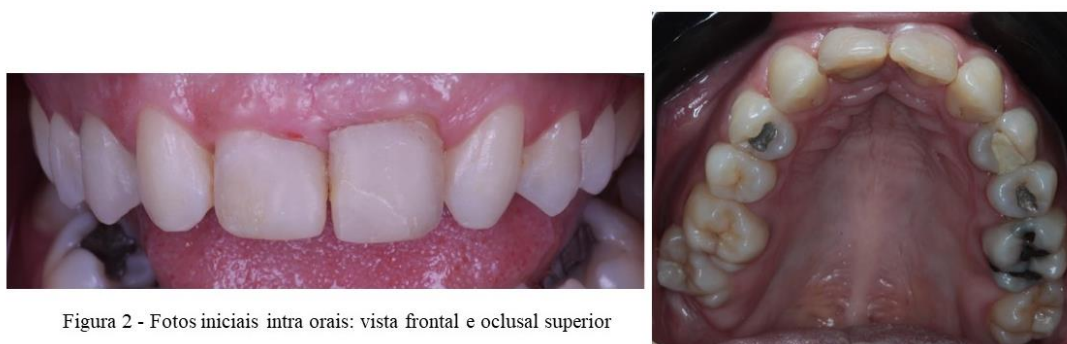 Figura 2 - Fotos iniciais intra orais: vista frontal e oclusal superior